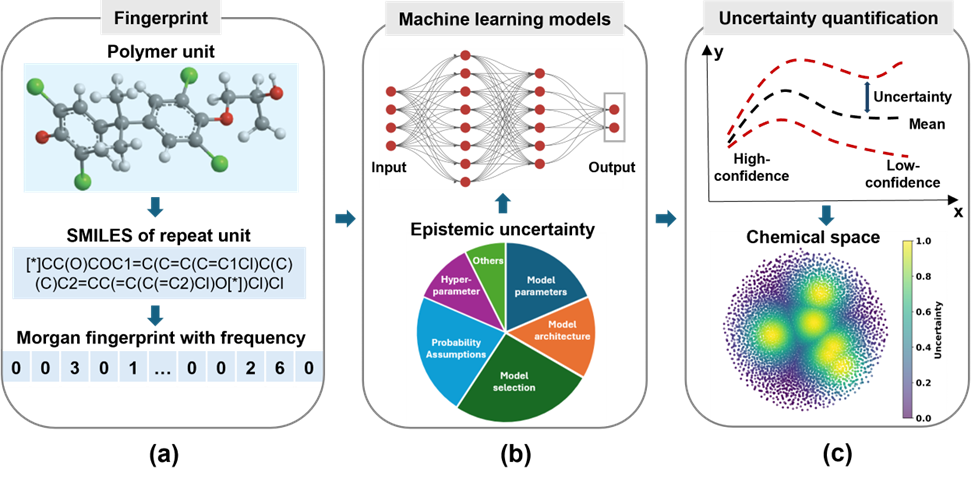 Fingerprint
Polymer unit
SMILES of repeat unit
[*]CC(O)COC1=C(C=C(C=C1Cl)C(C)
(C)C2=CC(=C(C(=C2)Cl)O[*])Cl)Cl
Morgan fingerprint with frequency
0 0 3 0 1 ... 0 0 2 6 0
(a)
Machine learning models
Input
Output
Epistemic uncertainty
Others
Model
parameters
Hyper-
parameter
Model
architecture
Probability
Assumptions
Model
selection
(b)
Uncertainty quantification
y
Uncertainty
Mean
High-
confidence
Low-
confidence
x
Chemical space
1.0
0.8
0.6
0.4
0.2
0.0
Uncertainty
(c)